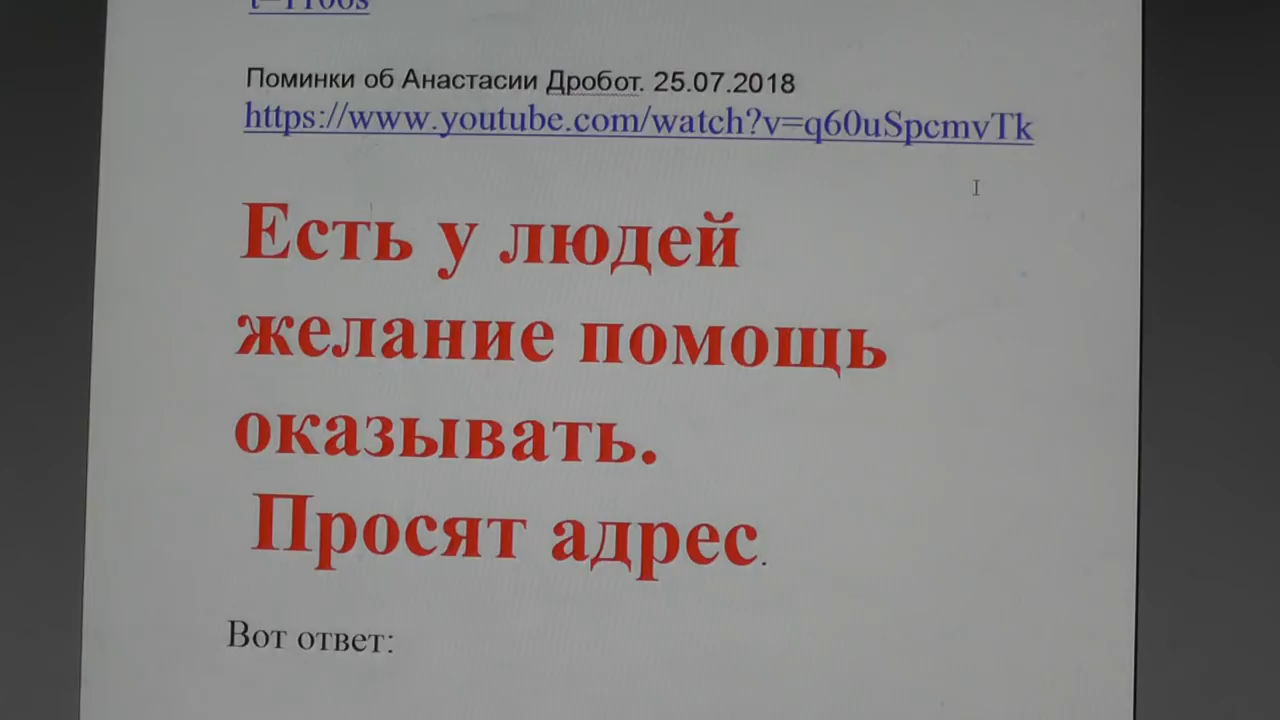 t=1100s
Поминки об Анастасии Дробот. 25.07.2018
https://www.youtube.com/watch?v=q60uSpcmvTk
Есть у людей
желание помощь
оказывать.
Просят адрес.
Вот ответ: